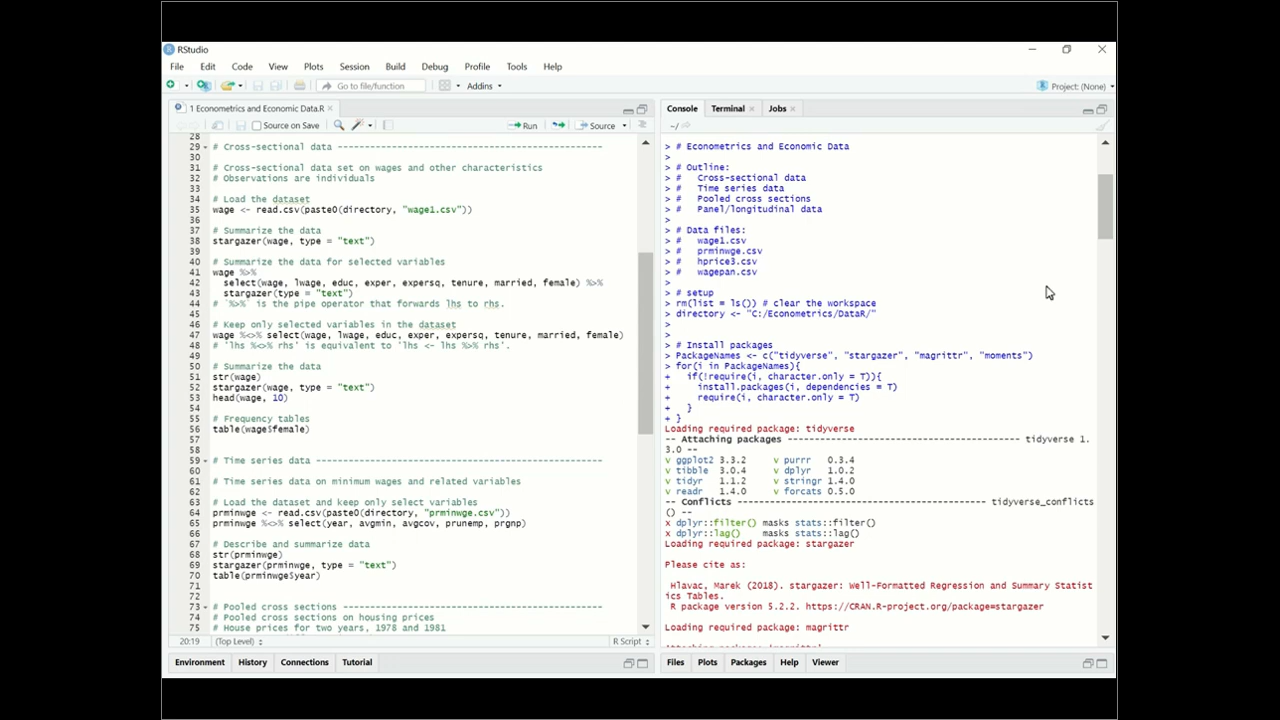 RStudio
File Edit Code View Plots Session Build Debug Profile Tools Help
Go to file/function Addins Project: (None)
1 Econometrics and Economic Data.R
Source on Save Run Source
28
29 # Cross-sectional data --------------------------------------------------
30
31 # Cross-sectional data set on wages and other characteristics
32 # Observations are individuals
33
34 # Load the dataset
35 wage <- read.csv(paste0(directory, "wage1.csv"))
36
37 # Summarize the data
38 stargazer(wage, type = "text")
39
40 # Summarize the data for selected variables
41 wage %>%
42 select(wage, lwage, educ, exper, expersq, tenure, married, female) %>%
43 stargazer(type = "text")
44 # `%>%` is the pipe operator that forwards lhs to rhs.
45
46 # Keep only selected variables in the dataset
47 wage %<>% select(wage, lwage, educ, exper, expersq, tenure, married, female)
48 # 'lhs %<>% rhs' is equivalent to 'lhs <- lhs %>% rhs'.
49
50 # Summarize the data
51 str(wage)
52 stargazer(wage, type = "text")
53 head(wage, 10)
54
55 # Frequency tables
56 table(wage$female)
57
58
59 # Time series data -----------------------------------------------------
60
61 # Time series data on minimum wages and related variables
62
63 # Load the dataset and keep only select variables
64 prminwge <- read.csv(paste0(directory, "prminwge.csv"))
65 prminwge %<>% select(year, avgmin, avgcov, prunemp, prgnp)
66
67 # Describe and summarize data
68 str(prminwge)
69 stargazer(prminwge, type = "text")
70 table(prminwge$year)
71
72
73 # Pooled cross sections -------------------------------------------------
74 # Pooled cross sections on housing prices
75 # House prices for two years, 1978 and 1981
20:19 (Top Level) R Script
Environment History Connections Tutorial
Console Terminal Jobs
~/
> # Econometrics and Economic Data
>
> # Outline:
> # Cross-sectional data
> # Time series data
> # Pooled cross sections
> # Panel/longitudinal data
>
> # Data files:
> # wage1.csv
> # prminwge.csv
> # hprice3.csv
> # wagepan.csv
>
> # setup
> rm(list = ls()) # clear the workspace
> directory <- "C:/Econometrics/DataR/"
>
>
> # Install packages
> PackageNames <- c("tidyverse", "stargazer", "magrittr", "moments")
> for(i in PackageNames){
+ if(!require(i, character.only = T)){
+ install.packages(i, dependencies = T)
+ require(i, character.only = T)
+ }
+ }
Loading required package: tidyverse
-- Attaching packages --------------------------------------- tidyverse 1.
3.0 --
v ggplot2 3.3.2 v purrr 0.3.4
v tibble 3.0.4 v dplyr 1.0.2
v tidyr 1.1.2 v stringr 1.4.0
v readr 1.4.0 v forcats 0.5.0
-- Conflicts ------------------------------------------ tidyverse_conflicts
() --
x dplyr::filter() masks stats::filter()
x dplyr::lag() masks stats::lag()
Loading required package: stargazer
Please cite as:
Hlavac, Marek (2018). stargazer: Well-Formatted Regression and Summary Statist
ics Tables.
R package version 5.2.2. https://CRAN.R-project.org/package=stargazer
Loading required package: magrittr
Files Plots Packages Help Viewer